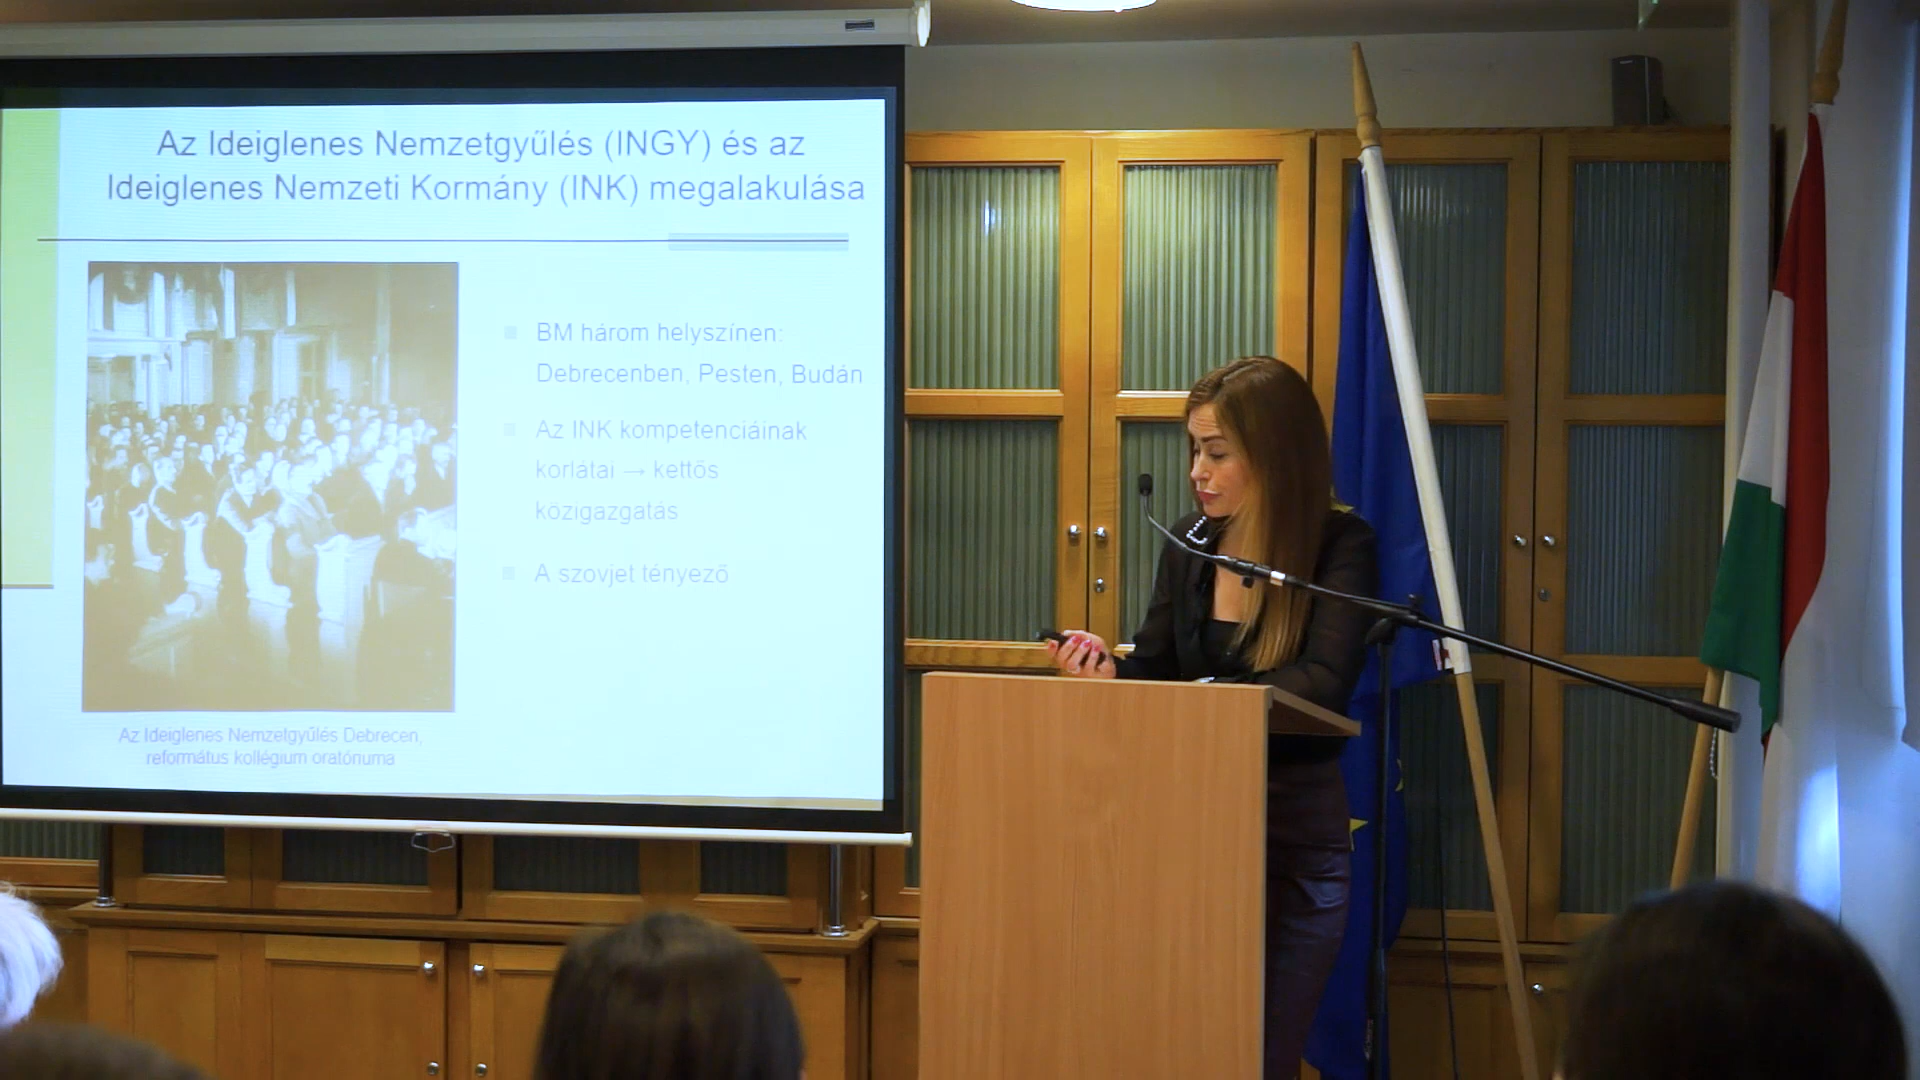 Az Ideiglenes Nemzetgyűlés (INGY) és az
Ideiglenes Nemzeti Kormány (INK) megalakulása
BM három helyszínen:
Debrecenben, Pesten, Budán
Az INK kompetenciáinak
korlátai → kettős
közigazgatás
A szovjet tényező
Az Ideiglenes Nemzetgyűlés Debrecen,
református kollégium oratóriuma